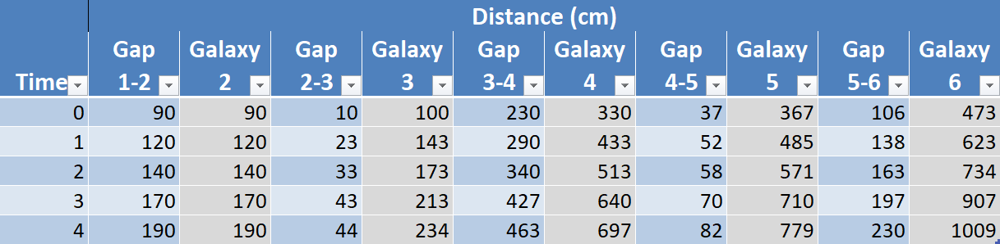 Distance (cm)
Gap Galaxy Gap Galaxy Gap Galaxy Gap Galaxy Gap Galaxy
Time 1-2 2 2-3 3 3-4 4 4-5 5 5-6 6
0 90 90 10 100 230 330 37 367 106 473
1 120 120 23 143 290 433 52 485 138 623
2 140 140 33 173 340 513 58 571 163 734
3 170 170 43 213 427 640 70 710 197 907
4 190 190 44 234 463 697 82 779 230 1009